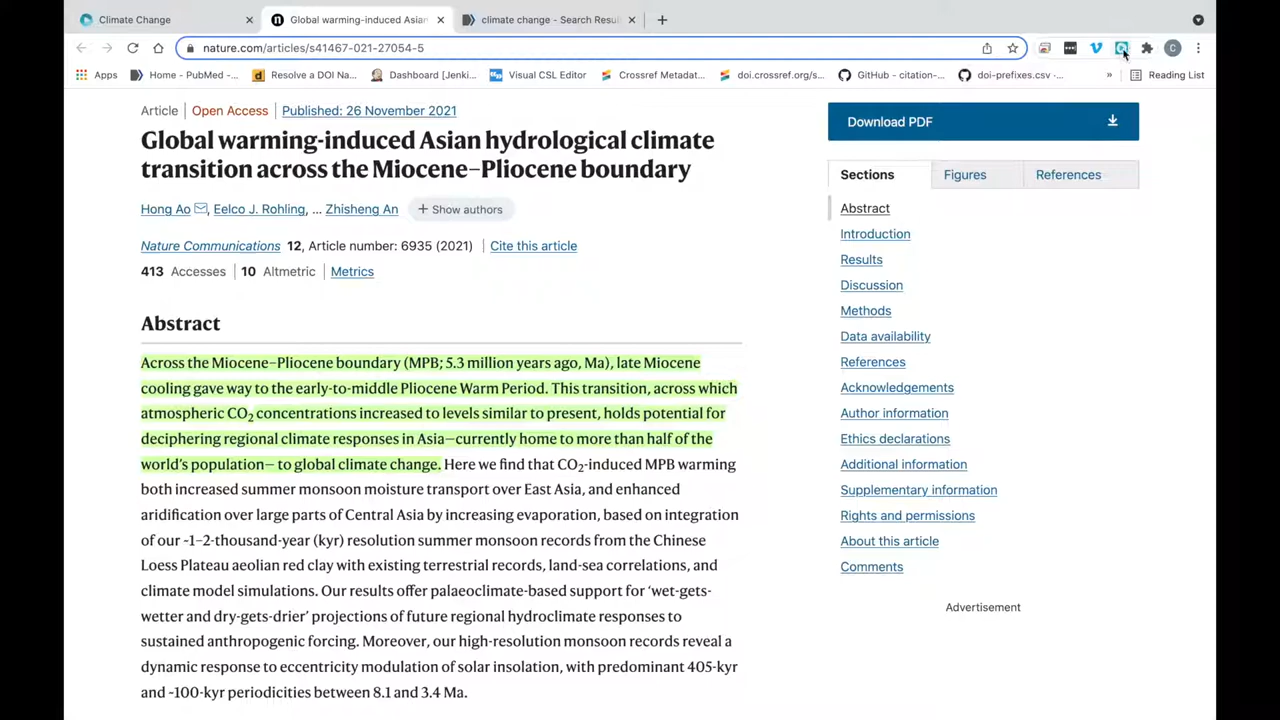 Climate Change
Global warming-induced Asian
climate change - Search Resu
nature.com/articles/s41467-021-27054-5
Apps
Home - PubMed -...
Resolve a DOI Na...
Dashboard [Jenki...
Visual CSL Editor
Crossref Metadat...
doi.crossref.org/s...
GitHub - citation-...
doi-prefixes.csv ·...
»
Reading List
Article | Open Access | Published: 26 November 2021
Global warming-induced Asian hydrological climate
transition across the Miocene–Pliocene boundary
Hong Ao, Eelco J. Rohling, ... Zhisheng An + Show authors
Nature Communications 12, Article number: 6935 (2021) | Cite this article
413 Accesses | 10 Altmetric | Metrics
Abstract
Across the Miocene–Pliocene boundary (MPB; 5.3 million years ago, Ma), late Miocene
cooling gave way to the early-to-middle Pliocene Warm Period. This transition, across which
atmospheric CO2 concentrations increased to levels similar to present, holds potential for
deciphering regional climate responses in Asia—currently home to more than half of the
world's population— to global climate change. Here we find that CO2-induced MPB warming
both increased summer monsoon moisture transport over East Asia, and enhanced
aridification over large parts of Central Asia by increasing evaporation, based on integration
of our ~1–2-thousand-year (kyr) resolution summer monsoon records from the Chinese
Loess Plateau aeolian red clay with existing terrestrial records, land-sea correlations, and
climate model simulations. Our results offer palaeoclimate-based support for 'wet-gets-
wetter and dry-gets-drier' projections of future regional hydroclimate responses to
sustained anthropogenic forcing. Moreover, our high-resolution monsoon records reveal a
dynamic response to eccentricity modulation of solar insolation, with predominant 405-kyr
and ~100-kyr periodicities between 8.1 and 3.4 Ma.
Download PDF
Sections
Figures
References
Abstract
Introduction
Results
Discussion
Methods
Data availability
References
Acknowledgements
Author information
Ethics declarations
Additional information
Supplementary information
Rights and permissions
About this article
Comments
Advertisement